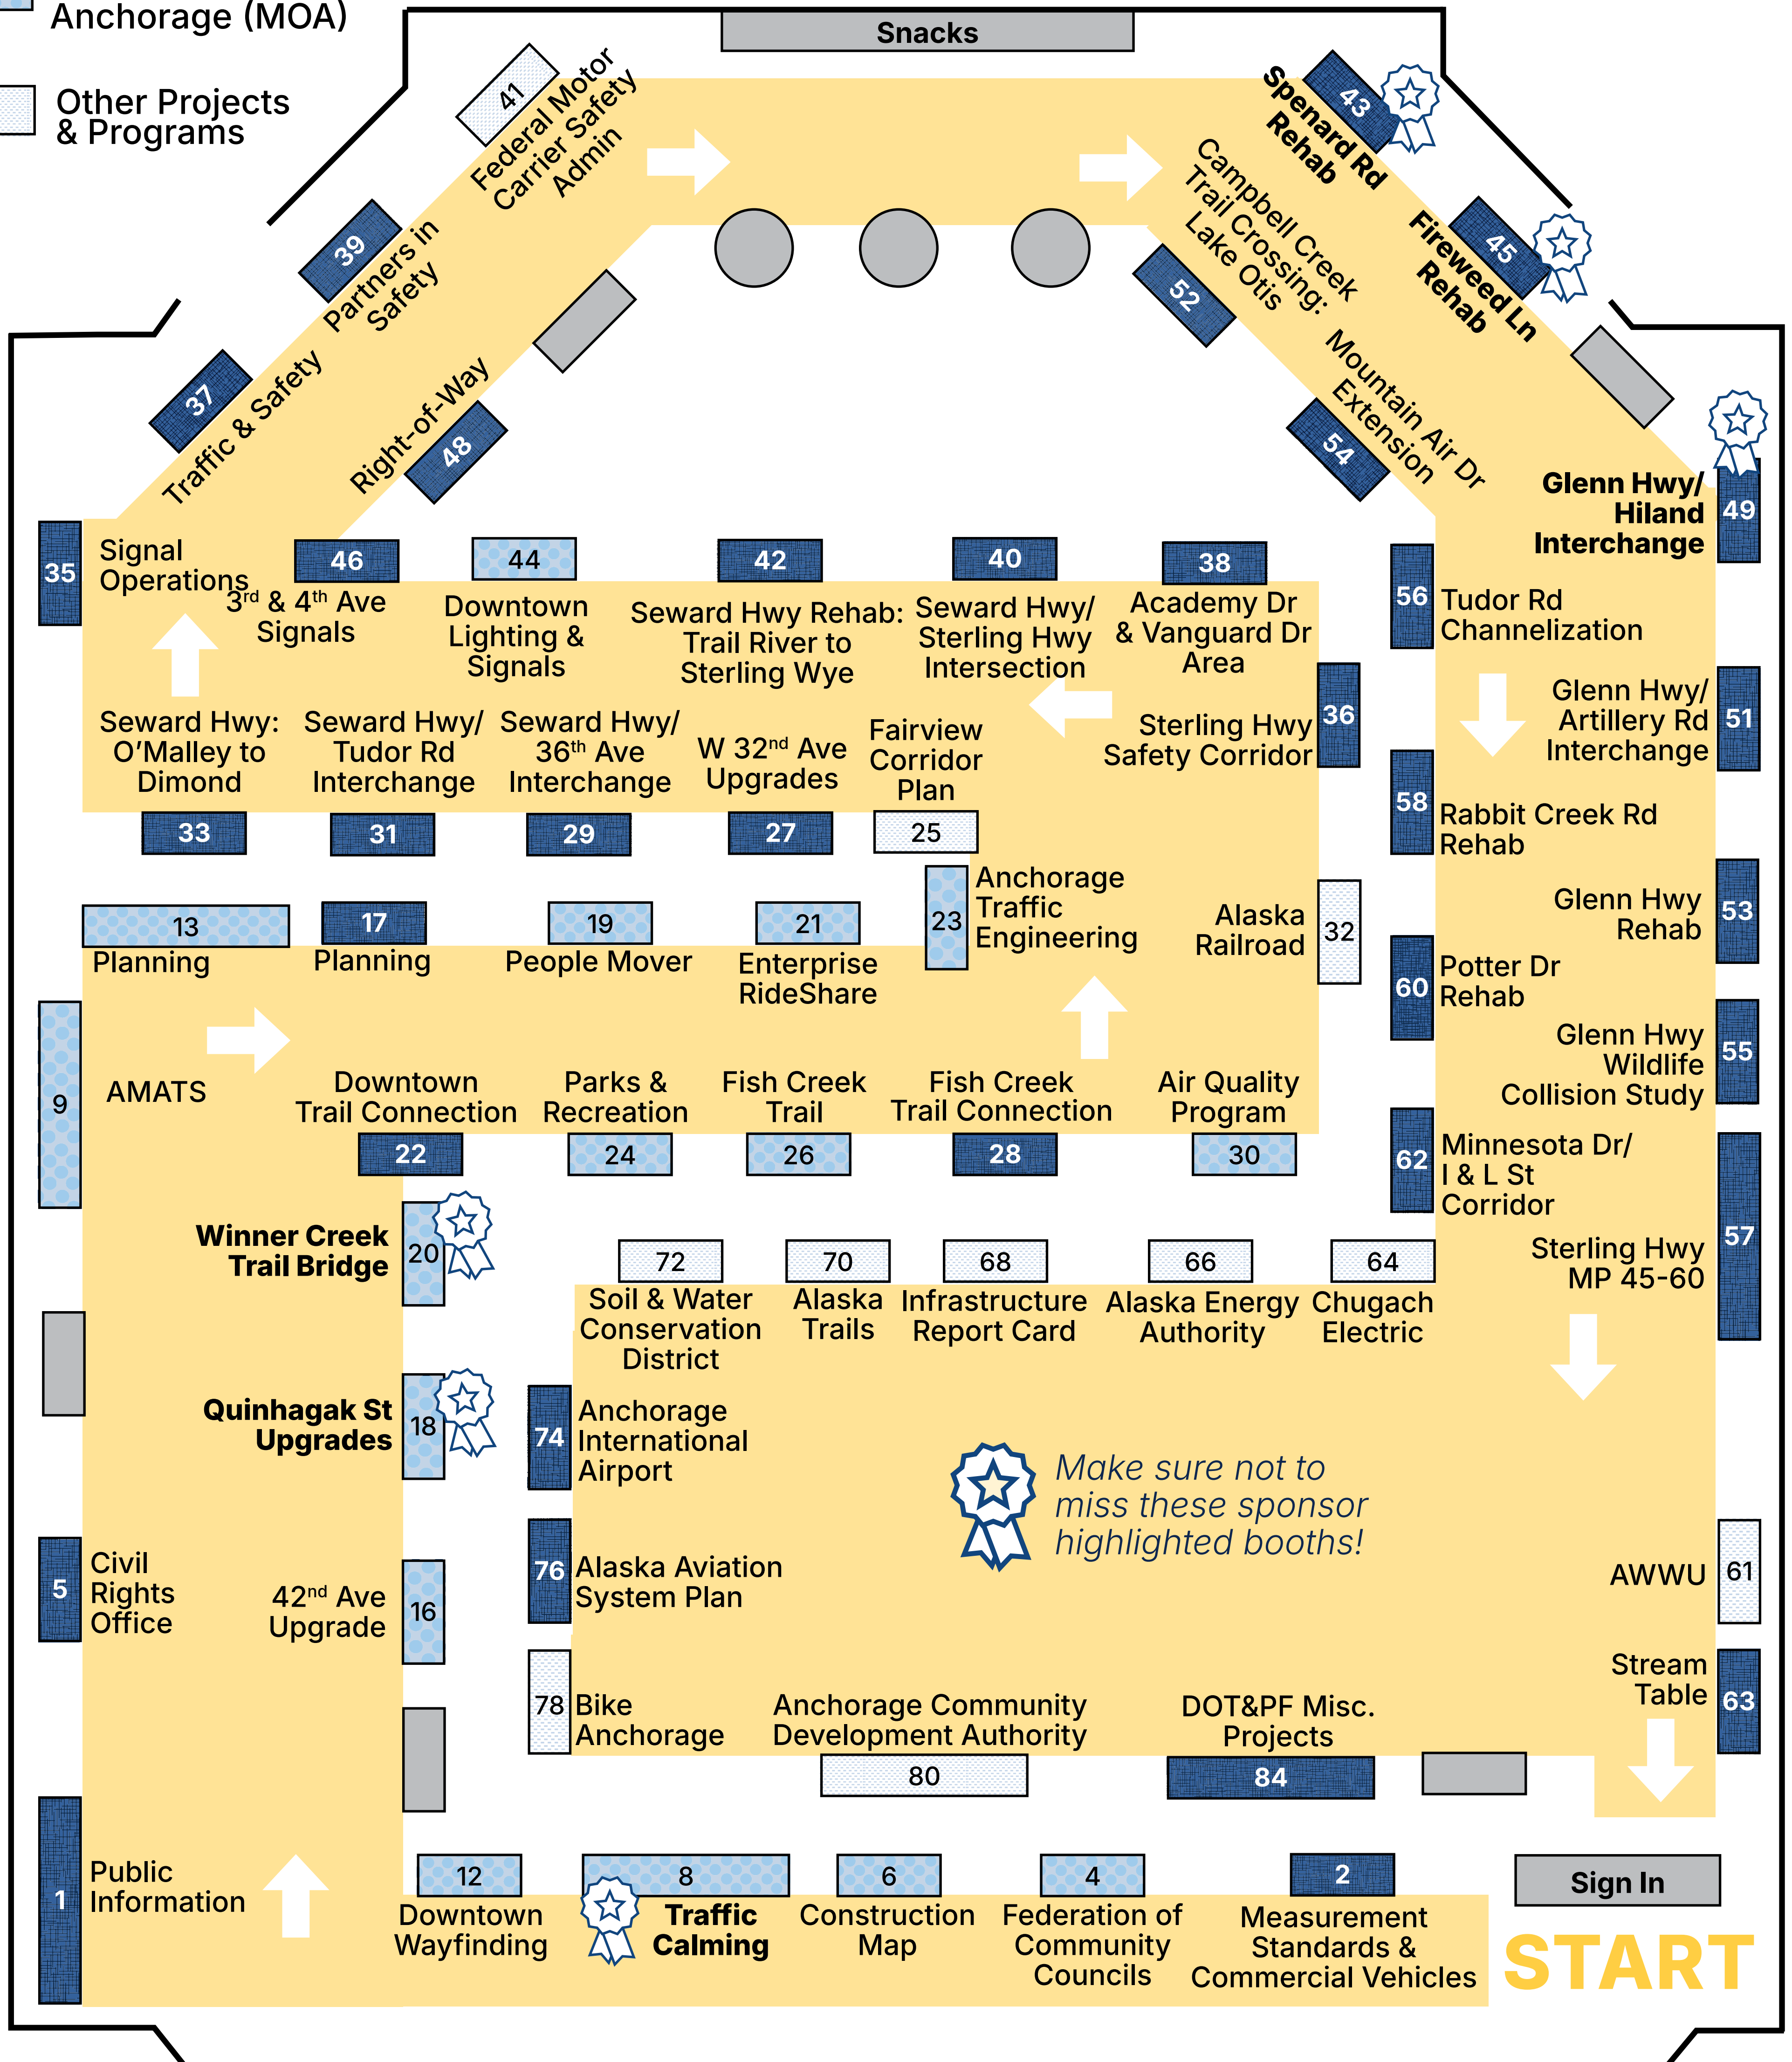 Anchorage (MOA)
Other Projects
& Programs
Snacks
41
Federal Motor
Carrier Safety
Admin
43
Spenard Rd
Rehab
39
Partners in
Safety
45
Fireweed Ln
Rehab
52
Campbell Creek
Trail Crossing:
Lake Otis
37
Traffic & Safety
48
Right-of-Way
54
Mountain Air Dr
Extension
49
Glenn Hwy/
Hiland
Interchange
35
Signal
Operations
46
3rd & 4th Ave
Signals
44
Downtown
Lighting &
Signals
42
Seward Hwy Rehab:
Trail River to
Sterling Wye
40
Seward Hwy/
Sterling Hwy
Intersection
38
Academy Dr
& Vanguard Dr
Area
56
Tudor Rd
Channelization
36
Sterling Hwy
Safety Corridor
51
Glenn Hwy/
Artillery Rd
Interchange
Seward Hwy:
O’Malley to
Dimond
33
Seward Hwy/
Tudor Rd
Interchange
31
Seward Hwy/
36th Ave
Interchange
29
W 32nd Ave
Upgrades
27
Fairview
Corridor
Plan
25
58
Rabbit Creek Rd
Rehab
13
Planning
17
Planning
19
People Mover
21
Enterprise
RideShare
23
Anchorage
Traffic
Engineering
Alaska
Railroad
32
Glenn Hwy
Rehab
53
60
Potter Dr
Rehab
Glenn Hwy
Wildlife
Collision Study
55
9
AMATS
Downtown
Trail Connection
22
Parks &
Recreation
24
Fish Creek
Trail
26
Fish Creek
Trail Connection
28
Air Quality
Program
30
62
Minnesota Dr/
I & L St
Corridor
57
Sterling Hwy
MP 45-60
Winner Creek
Trail Bridge
20
72
Soil & Water
Conservation
District
70
Alaska
Trails
68
Infrastructure
Report Card
66
Alaska Energy
Authority
64
Chugach
Electric
Quinhagak St
Upgrades
18
74
Anchorage
International
Airport
Make sure not to
miss these sponsor
highlighted booths!
5
Civil
Rights
Office
42nd Ave
Upgrade
16
76
Alaska Aviation
System Plan
AWWU
61
78
Bike
Anchorage
Anchorage Community
Development Authority
80
DOT&PF Misc.
Projects
84
Stream
Table
63
1
Public
Information
12
Downtown
Wayfinding
8
Traffic
Calming
6
Construction
Map
4
Federation of
Community
Councils
2
Measurement
Standards &
Commercial Vehicles
Sign In
START